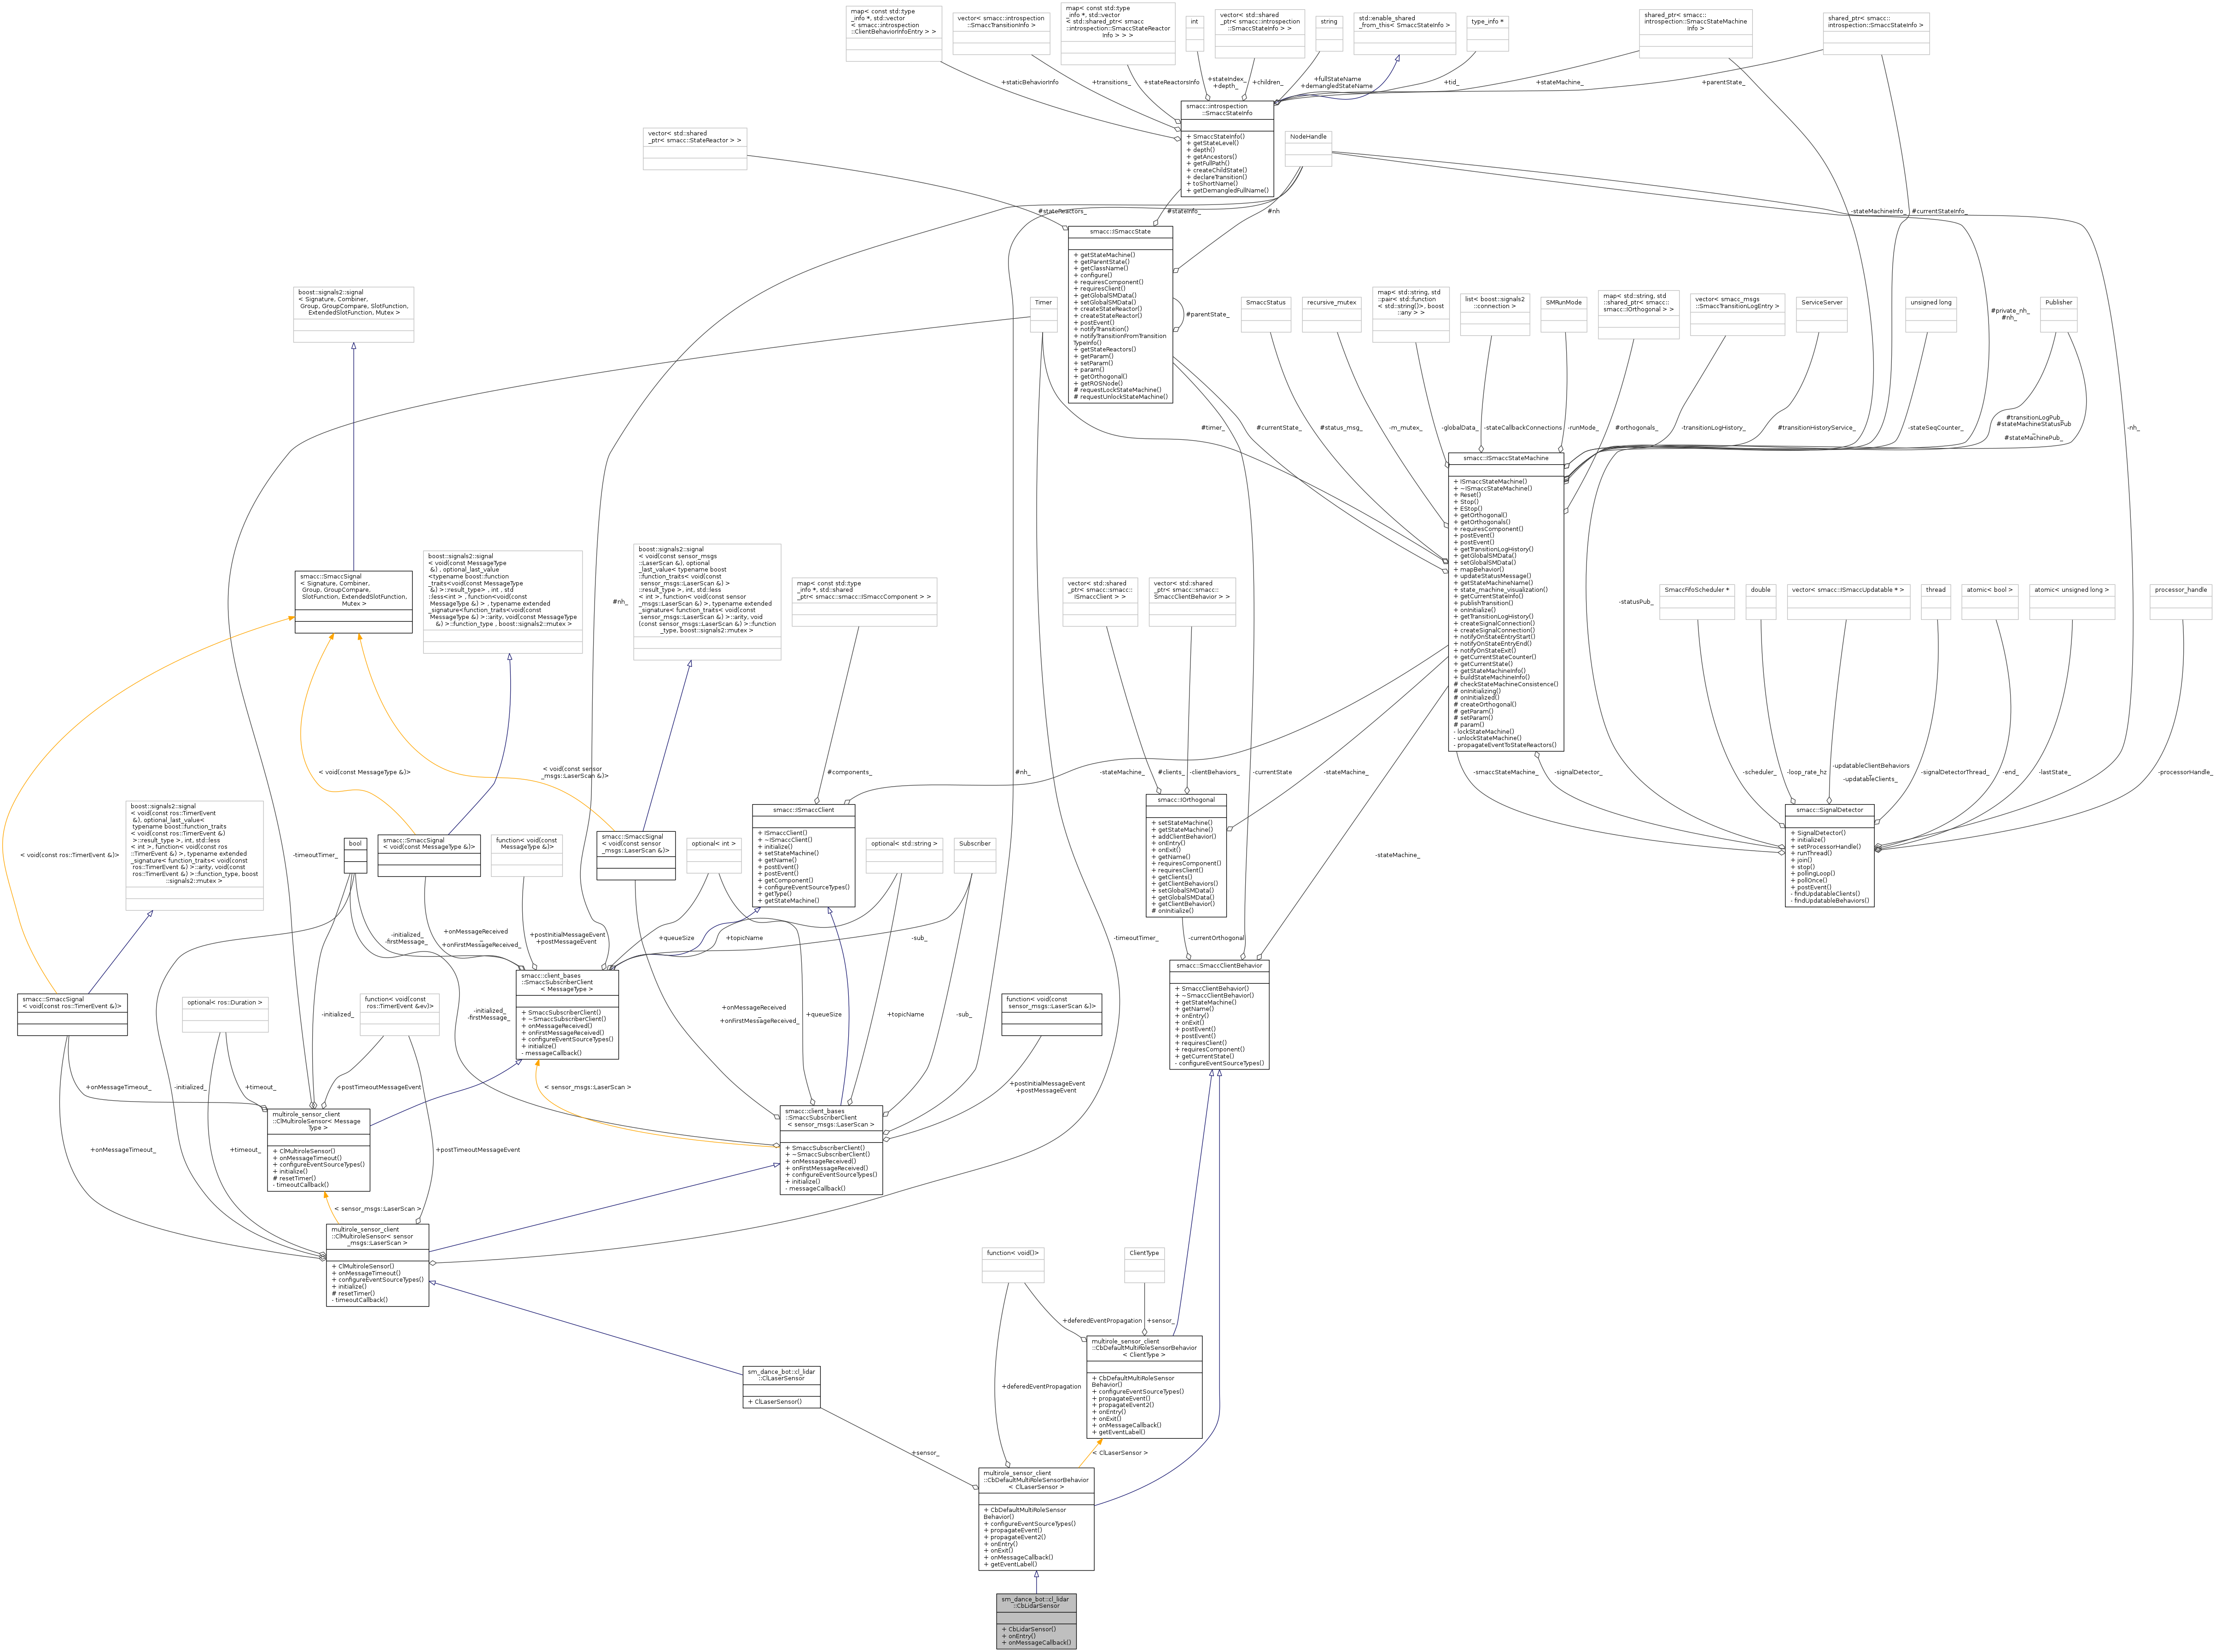 map< const std::type
_info *, std::vector
< smacc::introspection
::ClientBehaviorInfoEntry > >
vector< smacc::introspection
::SmaccTransitionInfo >
map< const std::type
_info *, std::vector
< std::shared_ptr< smacc
::introspection::SmaccStateReactor
Info > > >
int
vector< std::shared
_ptr< smacc::introspection
::SmaccStateInfo > >
string
std::enable_shared
_from_this< SmaccStateInfo >
type_info *
shared_ptr< smacc::
introspection::SmaccStateMachine
Info >
shared_ptr< smacc::
introspection::SmaccStateInfo >
+staticBehaviorInfo
+transitions_
+stateReactorsInfo
+stateIndex_
+depth_
+children_
+fullStateName
+demangledStateName
+tid_
+stateMachine_
+parentState_
smacc::introspection
::SmaccStateInfo
+ SmaccStateInfo()
+ getStateLevel()
+ depth()
+ getAncestors()
+ getFullPath()
+ createChildState()
+ declareTransition()
+ toShortName()
+ getDemangledFullName()
vector< std::shared
_ptr< smacc::StateReactor > >
NodeHandle
#stateReactors_
#stateInfo_
#nh
-stateMachineInfo_
#currentStateInfo_
smacc::ISmaccState
+ getStateMachine()
+ getParentState()
+ getClassName()
+ configure()
+ requiresComponent()
+ requiresClient()
+ getGlobalSMData()
+ setGlobalSMData()
+ createStateReactor()
+ createStateReactor()
+ postEvent()
+ notifyTransition()
+ notifyTransitionFromTransition
TypeInfo()
+ getStateReactors()
+ getParam()
+ setParam()
+ param()
+ getOrthogonal()
+ getROSNode()
# requestLockStateMachine()
# requestUnlockStateMachine()
#parentState_
boost::signals2::signal
< Signature, Combiner,
Group, GroupCompare, SlotFunction,
ExtendedSlotFunction, Mutex >
Timer
SmaccStatus
recursive_mutex
map< std::string, std
::pair< std::function
< std::string()>, boost
::any > >
list< boost::signals2
::connection >
SMRunMode
map< std::string, std
::shared_ptr< smacc::
smacc::IOrthogonal > >
vector< smacc_msgs
::SmaccTransitionLogEntry >
ServiceServer
unsigned long
Publisher
#private_nh_
#nh_
#timer_
#currentState_
#status_msg_
-m_mutex_
-globalData_
-stateCallbackConnections
-runMode_
#orthogonals_
-transitionLogHistory_
#transitionHistoryService_
-stateSeqCounter_
#transitionLogPub_
#stateMachineStatusPub
_
#stateMachinePub_
-nh_
smacc::ISmaccStateMachine
+ ISmaccStateMachine()
+ ~ISmaccStateMachine()
+ Reset()
+ Stop()
+ EStop()
+ getOrthogonal()
+ getOrthogonals()
+ requiresComponent()
+ postEvent()
+ postEvent()
+ getTransitionLogHistory()
+ getGlobalSMData()
+ setGlobalSMData()
+ mapBehavior()
+ updateStatusMessage()
+ getStateMachineName()
+ state_machine_visualization()
+ getCurrentStateInfo()
+ publishTransition()
+ onInitialize()
+ getTransitionLogHistory()
+ createSignalConnection()
+ createSignalConnection()
+ notifyOnStateEntryStart()
+ notifyOnStateEntryEnd()
+ notifyOnStateExit()
+ getCurrentStateCounter()
+ getCurrentState()
+ getStateMachineInfo()
+ buildStateMachineInfo()
# checkStateMachineConsistence()
# onInitializing()
# onInitialized()
# createOrthogonal()
# getParam()
# setParam()
# param()
- lockStateMachine()
- unlockStateMachine()
- propagateEventToStateReactors()
smacc::SmaccSignal
< Signature, Combiner,
Group, GroupCompare,
SlotFunction, ExtendedSlotFunction,
Mutex >
boost::signals2::signal
< void(const MessageType
&) , optional_last_value
<typename boost::function
_traits<void(const MessageType
&) >::result_type> , int , std
::less<int > , function<void(const
MessageType &) > , typename extended
_signature<function_traits<void(const
MessageType &) >::arity, void(const MessageType
&) >::function_type , boost::signals2::mutex >
boost::signals2::signal
< void(const sensor_msgs
::LaserScan &), optional
_last_value< typename boost
::function_traits< void(const
sensor_msgs::LaserScan &) >
::result_type >, int, std::less
< int >, function< void(const sensor
_msgs::LaserScan &) >, typename extended
_signature< function_traits< void(const
sensor_msgs::LaserScan &) >::arity, void
(const sensor_msgs::LaserScan &) >::function
_type, boost::signals2::mutex >
#nh_
map< const std::type
_info *, std::shared
_ptr< smacc::smacc::ISmaccComponent > >
vector< std::shared
_ptr< smacc::smacc::
ISmaccClient > >
vector< std::shared
_ptr< smacc::smacc::
SmaccClientBehavior > >
-statusPub_
SmaccFifoScheduler *
double
vector< smacc::ISmaccUpdatable * >
thread
atomic< bool >
atomic< unsigned long >
processor_handle
< void(const MessageType &)>
< void(const sensor
_msgs::LaserScan &)>
#components_
#nh_
-stateMachine_
#clients_
-clientBehaviors_
-currentState
-stateMachine_
-smaccStateMachine_
-signalDetector_
-scheduler_
-loop_rate_hz
-updatableClientBehaviors
_
-updatableClients_
-signalDetectorThread_
-end_
-lastState_
-processorHandle_
boost::signals2::signal
< void(const ros::TimerEvent
&), optional_last_value<
typename boost::function_traits
< void(const ros::TimerEvent &)
>::result_type >, int, std::less
< int >, function< void(const ros
::TimerEvent &) >, typename extended
_signature< function_traits< void(const
ros::TimerEvent &) >::arity, void(const
ros::TimerEvent &) >::function_type, boost
::signals2::mutex >
< void(const ros::TimerEvent &)>
-timeoutTimer_
bool
smacc::SmaccSignal
< void(const MessageType &)>
function< void(const
MessageType &)>
smacc::SmaccSignal
< void(const sensor
_msgs::LaserScan &)>
optional< int >
smacc::ISmaccClient
+ ISmaccClient()
+ ~ISmaccClient()
+ initialize()
+ setStateMachine()
+ getName()
+ postEvent()
+ postEvent()
+ getComponent()
+ configureEventSourceTypes()
+ getType()
+ getStateMachine()
optional< std::string >
Subscriber
smacc::IOrthogonal
+ setStateMachine()
+ getStateMachine()
+ addClientBehavior()
+ onEntry()
+ onExit()
+ getName()
+ requiresComponent()
+ requiresClient()
+ getClients()
+ getClientBehaviors()
+ setGlobalSMData()
+ getGlobalSMData()
+ getClientBehavior()
# onInitialize()
-stateMachine_
smacc::SignalDetector
+ SignalDetector()
+ initialize()
+ setProcessorHandle()
+ runThread()
+ join()
+ stop()
+ pollingLoop()
+ pollOnce()
+ postEvent()
- findUpdatableClients()
- findUpdatableBehaviors()
-initialized_
-firstMessage_
+onMessageReceived
_
+onFirstMessageReceived_
+postInitialMessageEvent
+postMessageEvent
+queueSize
+topicName
-sub_
-timeoutTimer_
-currentOrthogonal
smacc::SmaccSignal
< void(const ros::TimerEvent &)>
optional< ros::Duration >
function< void(const
ros::TimerEvent &ev)>
smacc::client_bases
::SmaccSubscriberClient
< MessageType >
+ SmaccSubscriberClient()
+ ~SmaccSubscriberClient()
+ onMessageReceived()
+ onFirstMessageReceived()
+ configureEventSourceTypes()
+ initialize()
- messageCallback()
-initialized_
-initialized_
-firstMessage_
+onMessageReceived
_
+onFirstMessageReceived_
+queueSize
+topicName
-sub_
function< void(const
sensor_msgs::LaserScan &)>
smacc::SmaccClientBehavior
+ SmaccClientBehavior()
+ ~SmaccClientBehavior()
+ getStateMachine()
+ getName()
+ onEntry()
+ onExit()
+ postEvent()
+ postEvent()
+ requiresClient()
+ requiresComponent()
+ getCurrentState()
- configureEventSourceTypes()
+onMessageTimeout_
-initialized_
+timeout_
+postTimeoutMessageEvent
< sensor_msgs::LaserScan >
+postInitialMessageEvent
+postMessageEvent
multirole_sensor_client
::ClMultiroleSensor< Message
Type >
+ ClMultiroleSensor()
+ onMessageTimeout()
+ configureEventSourceTypes()
+ initialize()
# resetTimer()
- timeoutCallback()
smacc::client_bases
::SmaccSubscriberClient
< sensor_msgs::LaserScan >
+ SmaccSubscriberClient()
+ ~SmaccSubscriberClient()
+ onMessageReceived()
+ onFirstMessageReceived()
+ configureEventSourceTypes()
+ initialize()
- messageCallback()
+onMessageTimeout_
+timeout_
+postTimeoutMessageEvent
< sensor_msgs::LaserScan >
multirole_sensor_client
::ClMultiroleSensor< sensor
_msgs::LaserScan >
+ ClMultiroleSensor()
+ onMessageTimeout()
+ configureEventSourceTypes()
+ initialize()
# resetTimer()
- timeoutCallback()
function< void()>
ClientType
+deferedEventPropagation
+sensor_
multirole_sensor_client
::CbDefaultMultiRoleSensorBehavior
< ClientType >
+ CbDefaultMultiRoleSensor
Behavior()
+ configureEventSourceTypes()
+ propagateEvent()
+ propagateEvent2()
+ onEntry()
+ onExit()
+ onMessageCallback()
+ getEventLabel()
sm_dance_bot::cl_lidar
::ClLaserSensor
+ ClLaserSensor()
+deferedEventPropagation
+sensor_
< ClLaserSensor >
multirole_sensor_client
::CbDefaultMultiRoleSensorBehavior
< ClLaserSensor >
+ CbDefaultMultiRoleSensor
Behavior()
+ configureEventSourceTypes()
+ propagateEvent()
+ propagateEvent2()
+ onEntry()
+ onExit()
+ onMessageCallback()
+ getEventLabel()
sm_dance_bot::cl_lidar
::CbLidarSensor
+ CbLidarSensor()
+ onEntry()
+ onMessageCallback()